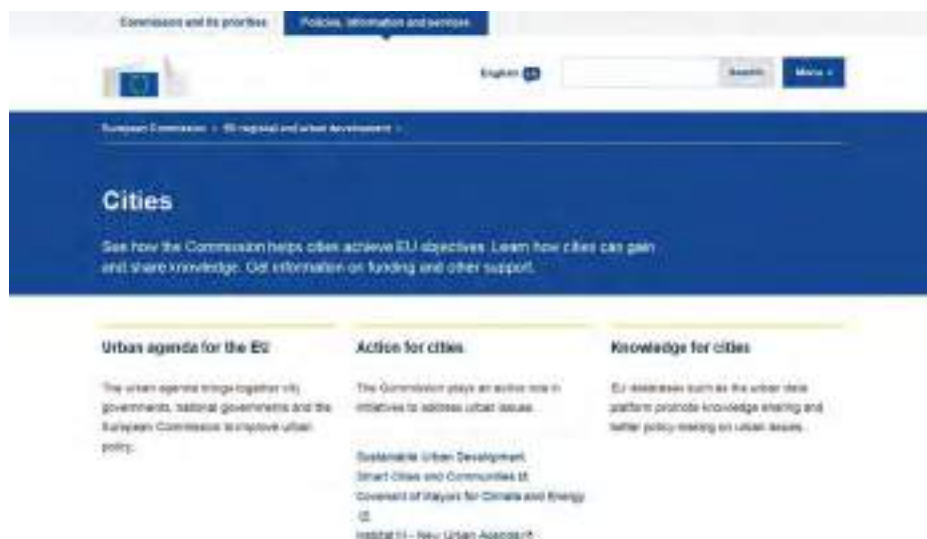 Commission and its priorities
Policies, information and services
English EN
Search
Menu
European Commission > EU regional and urban development >
Cities
See how the Commission helps cities achieve EU objectives. Learn how cities can gain
and share knowledge. Get information on funding and other support.
Urban agenda for the EU
The urban agenda brings together city
governments, national governments and the
European Commission to improve urban
policy.
Action for cities
The Commission plays an active role in
initiatives to address urban issues.
Sustainable Urban Development
Smart Cities and Communities
Covenant of Mayors for Climate and Energy
Habitat III - New Urban Agenda
Knowledge for cities
EU databases such as the urban data
platform promote knowledge sharing and
better policy-making on urban issues.